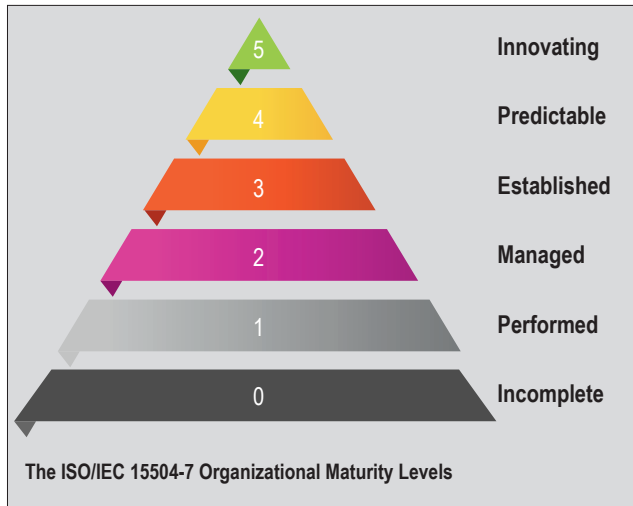 5 Innovating
4 Predictable
3 Established
2 Managed
1 Performed
0 Incomplete
The ISO/IEC 15504-7 Organizational Maturity Levels